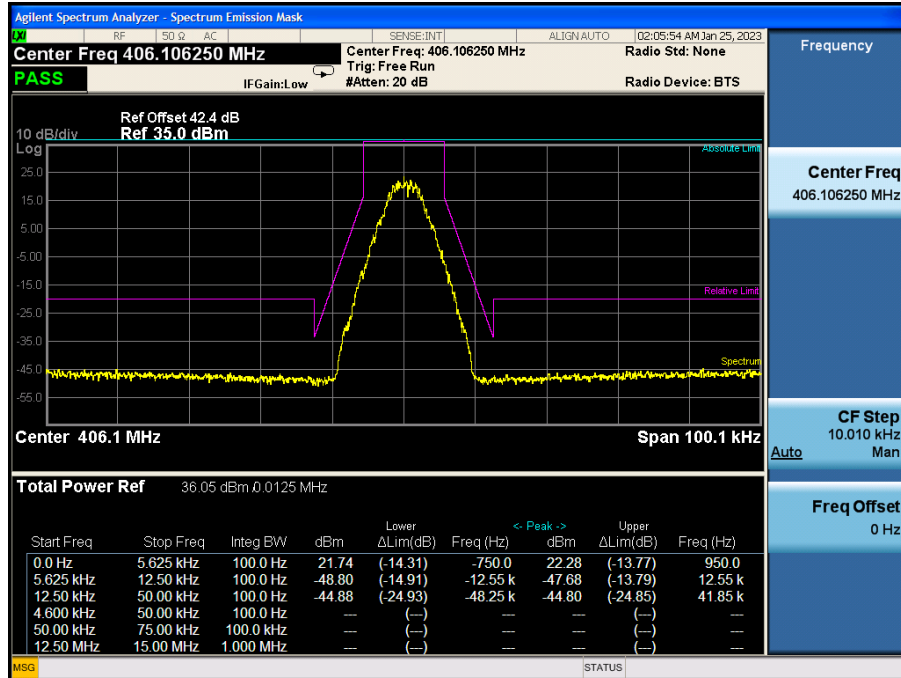 Agilent Spectrum Analyzer - Spectrum Emission Mask
LXI RF 50 Ω AC SENSE:INT ALIGN AUTO 02:05:54 AM Jan 25, 2023
Center Freq 406.106250 MHz Center Freq: 406.106250 MHz Radio Std: None
Trig: Free Run
PASS IFGain:Low #Atten: 20 dB Radio Device: BTS
Ref Offset 42.4 dB
10 dB/div Ref 35.0 dBm
Log
Absolute Limit
25.0
15.0
5.00
-5.00
-15.0
Relative Limit
-25.0
-35.0
Spectrum
-45.0
-55.0
Center 406.1 MHz Span 100.1 kHz
Total Power Ref 36.05 dBm / 0.0125 MHz
Lower <- Peak -> Upper
Start Freq Stop Freq Integ BW dBm ΔLim(dB) Freq (Hz) dBm ΔLim(dB) Freq (Hz)
0.0 Hz 5.625 kHz 100.0 Hz 21.74 (-14.31) -750.0 22.28 (-13.77) 950.0
5.625 kHz 12.50 kHz 100.0 Hz -48.80 (-14.91) -12.55 k -47.68 (-13.79) 12.55 k
12.50 kHz 50.00 kHz 100.0 Hz -44.88 (-24.93) -48.25 k -44.80 (-24.85) 41.85 k
4.600 kHz 50.00 kHz 100.0 Hz --- (---) --- --- (---) ---
50.00 kHz 75.00 kHz 100.0 kHz --- (---) --- --- (---) ---
12.50 MHz 15.00 MHz 1.000 MHz --- (---) --- --- (---) ---
MSG STATUS
Frequency
Center Freq
406.106250 MHz
CF Step
10.010 kHz
Auto Man
Freq Offset
0 Hz